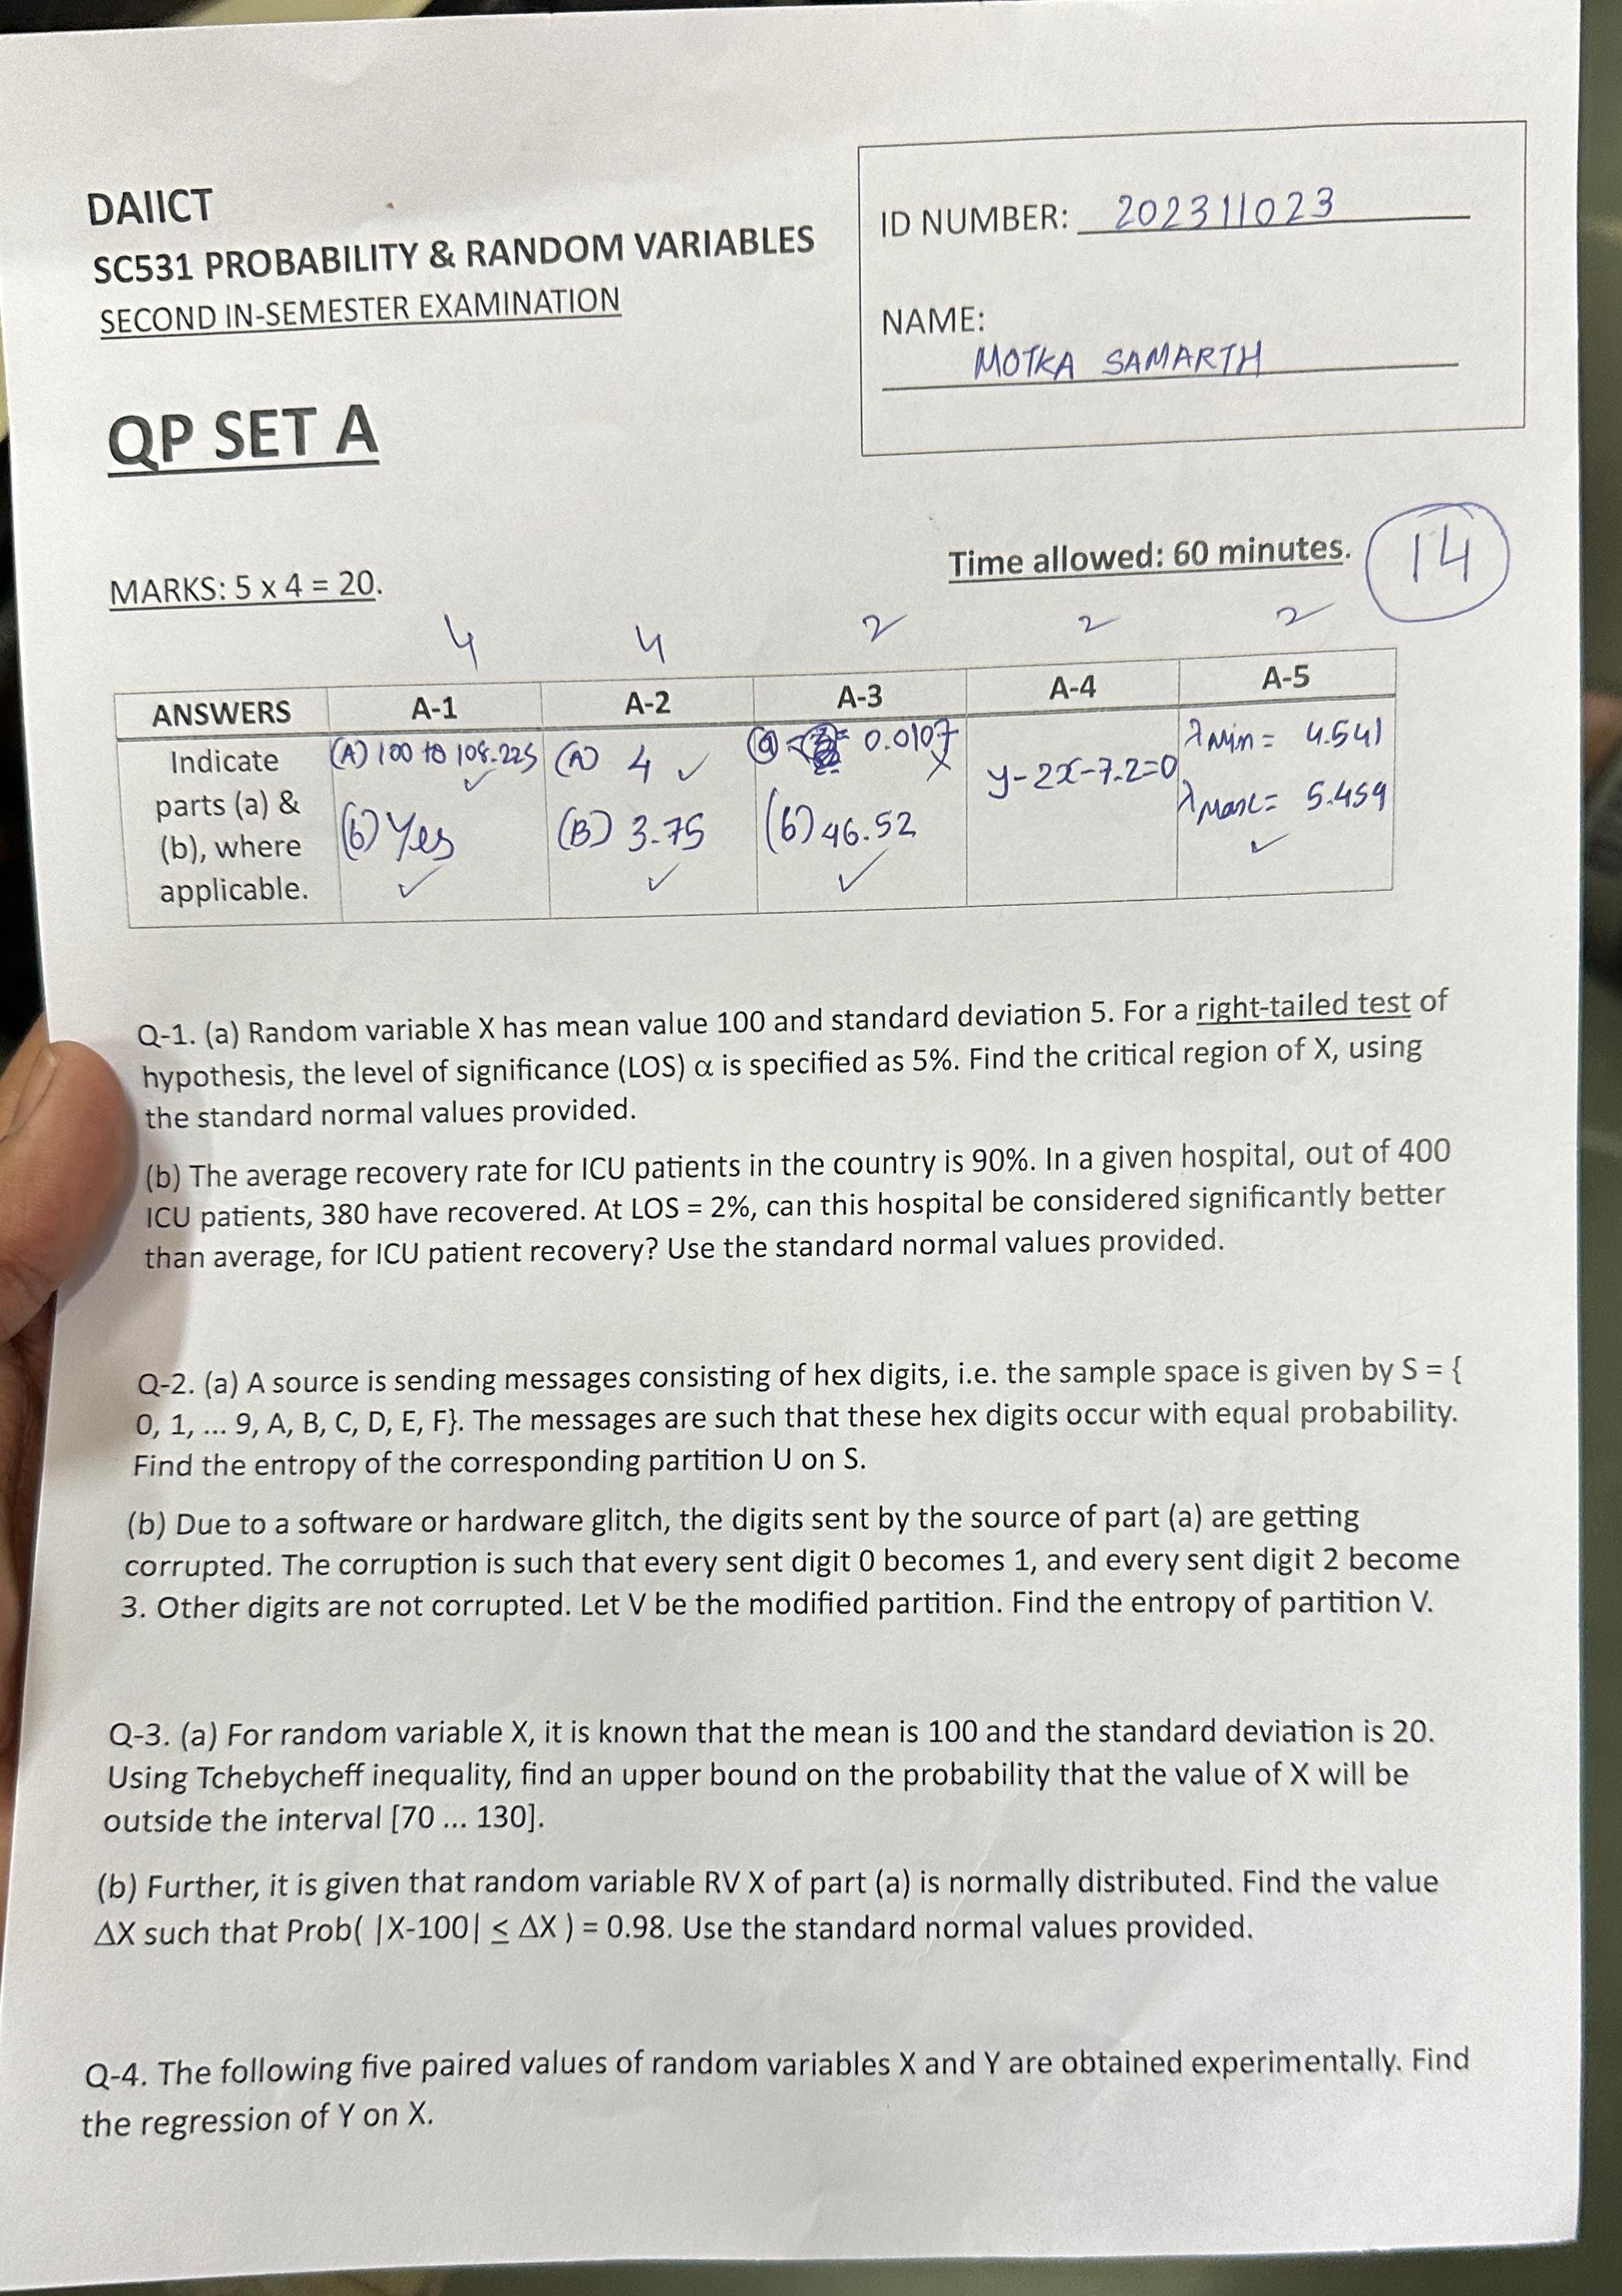 DAIICT
SC531 PROBABILITY & RANDOM VARIABLES
SECOND IN-SEMESTER EXAMINATION
QP SET A
ID NUMBER: 202311023
NAME:
MOTKA SAMARTH
Time allowed: 60 minutes.
14
MARKS: 5 x 4 = 20.
4 4 2 2 2
ANSWERS A-1 A-2 A-3 A-4 A-5
Indicate parts (a) & (b), where applicable.
(A) 100 to 108.225 ✓
(b) Yes ✓
(A) 4 ✓
(B) 3.75 ✓
(a) 0.0107 X
(b) 46.52 ✓
y-2x-7.2=0
λMin = 4.541
λMax = 5.459
✓
Q-1. (a) Random variable X has mean value 100 and standard deviation 5. For a right-tailed test of
hypothesis, the level of significance (LOS) α is specified as 5%. Find the critical region of X, using
the standard normal values provided.
(b) The average recovery rate for ICU patients in the country is 90%. In a given hospital, out of 400
ICU patients, 380 have recovered. At LOS = 2%, can this hospital be considered significantly better
than average, for ICU patient recovery? Use the standard normal values provided.
Q-2. (a) A source is sending messages consisting of hex digits, i.e. the sample space is given by S = {
0, 1, ... 9, A, B, C, D, E, F}. The messages are such that these hex digits occur with equal probability.
Find the entropy of the corresponding partition U on S.
(b) Due to a software or hardware glitch, the digits sent by the source of part (a) are getting
corrupted. The corruption is such that every sent digit 0 becomes 1, and every sent digit 2 become
3. Other digits are not corrupted. Let V be the modified partition. Find the entropy of partition V.
Q-3. (a) For random variable X, it is known that the mean is 100 and the standard deviation is 20.
Using Tchebycheff inequality, find an upper bound on the probability that the value of X will be
outside the interval [70 ... 130].
(b) Further, it is given that random variable RV X of part (a) is normally distributed. Find the value
ΔX such that Prob( |X-100| ≤ ΔX ) = 0.98. Use the standard normal values provided.
Q-4. The following five paired values of random variables X and Y are obtained experimentally. Find
the regression of Y on X.